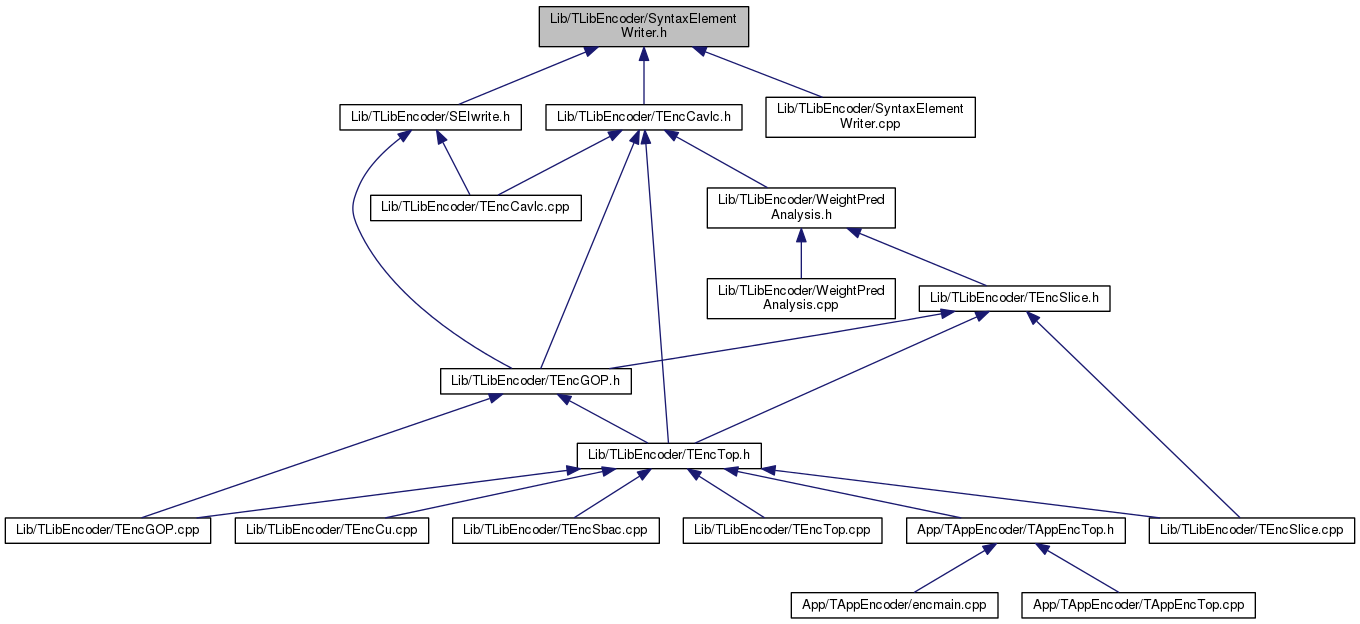 Lib/TLibEncoder/SyntaxElement
Writer.h
Lib/TLibEncoder/SEIwrite.h
Lib/TLibEncoder/TEncCavlc.h
Lib/TLibEncoder/SyntaxElement
Writer.cpp
Lib/TLibEncoder/TEncCavlc.cpp
Lib/TLibEncoder/WeightPred
Analysis.h
Lib/TLibEncoder/WeightPred
Analysis.cpp
Lib/TLibEncoder/TEncSlice.h
Lib/TLibEncoder/TEncGOP.h
Lib/TLibEncoder/TEncTop.h
Lib/TLibEncoder/TEncGOP.cpp
Lib/TLibEncoder/TEncCu.cpp
Lib/TLibEncoder/TEncSbac.cpp
Lib/TLibEncoder/TEncTop.cpp
App/TAppEncoder/TAppEncTop.h
Lib/TLibEncoder/TEncSlice.cpp
App/TAppEncoder/encmain.cpp
App/TAppEncoder/TAppEncTop.cpp